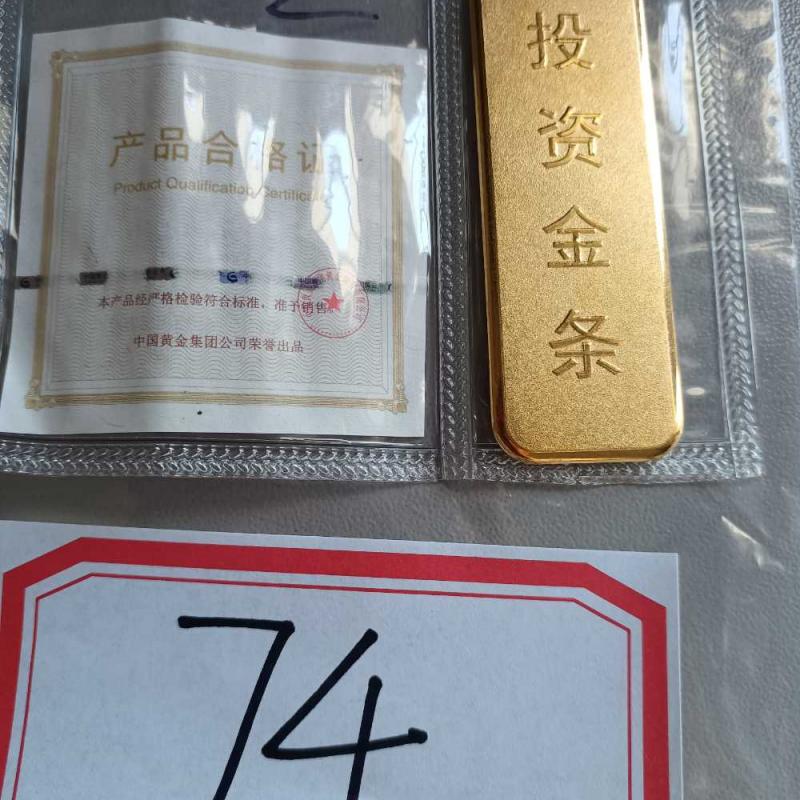 产品合格证
Product Qualification Certificate
本产品经严格检验符合标准，准予销售。
中国黄金集团公司荣誉出品
投
资
金
条
74